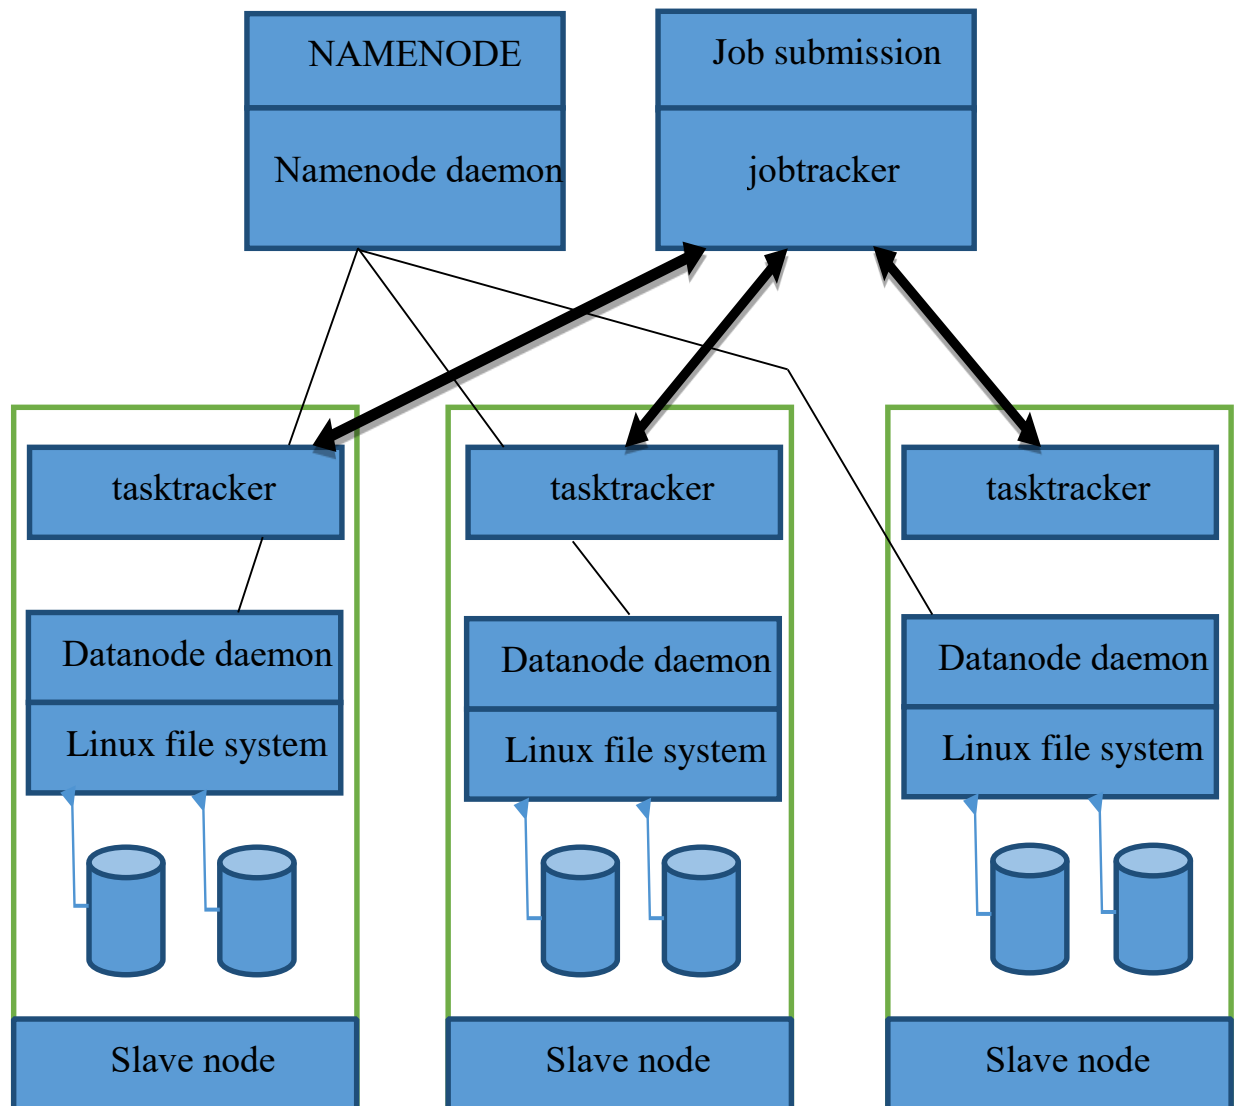 NAMENODE
Namenode daemon
Job submission
jobtracker
tasktracker
Datanode daemon
Linux file system
Slave node
tasktracker
Datanode daemon
Linux file system
Slave node
tasktracker
Datanode daemon
Linux file system
Slave node